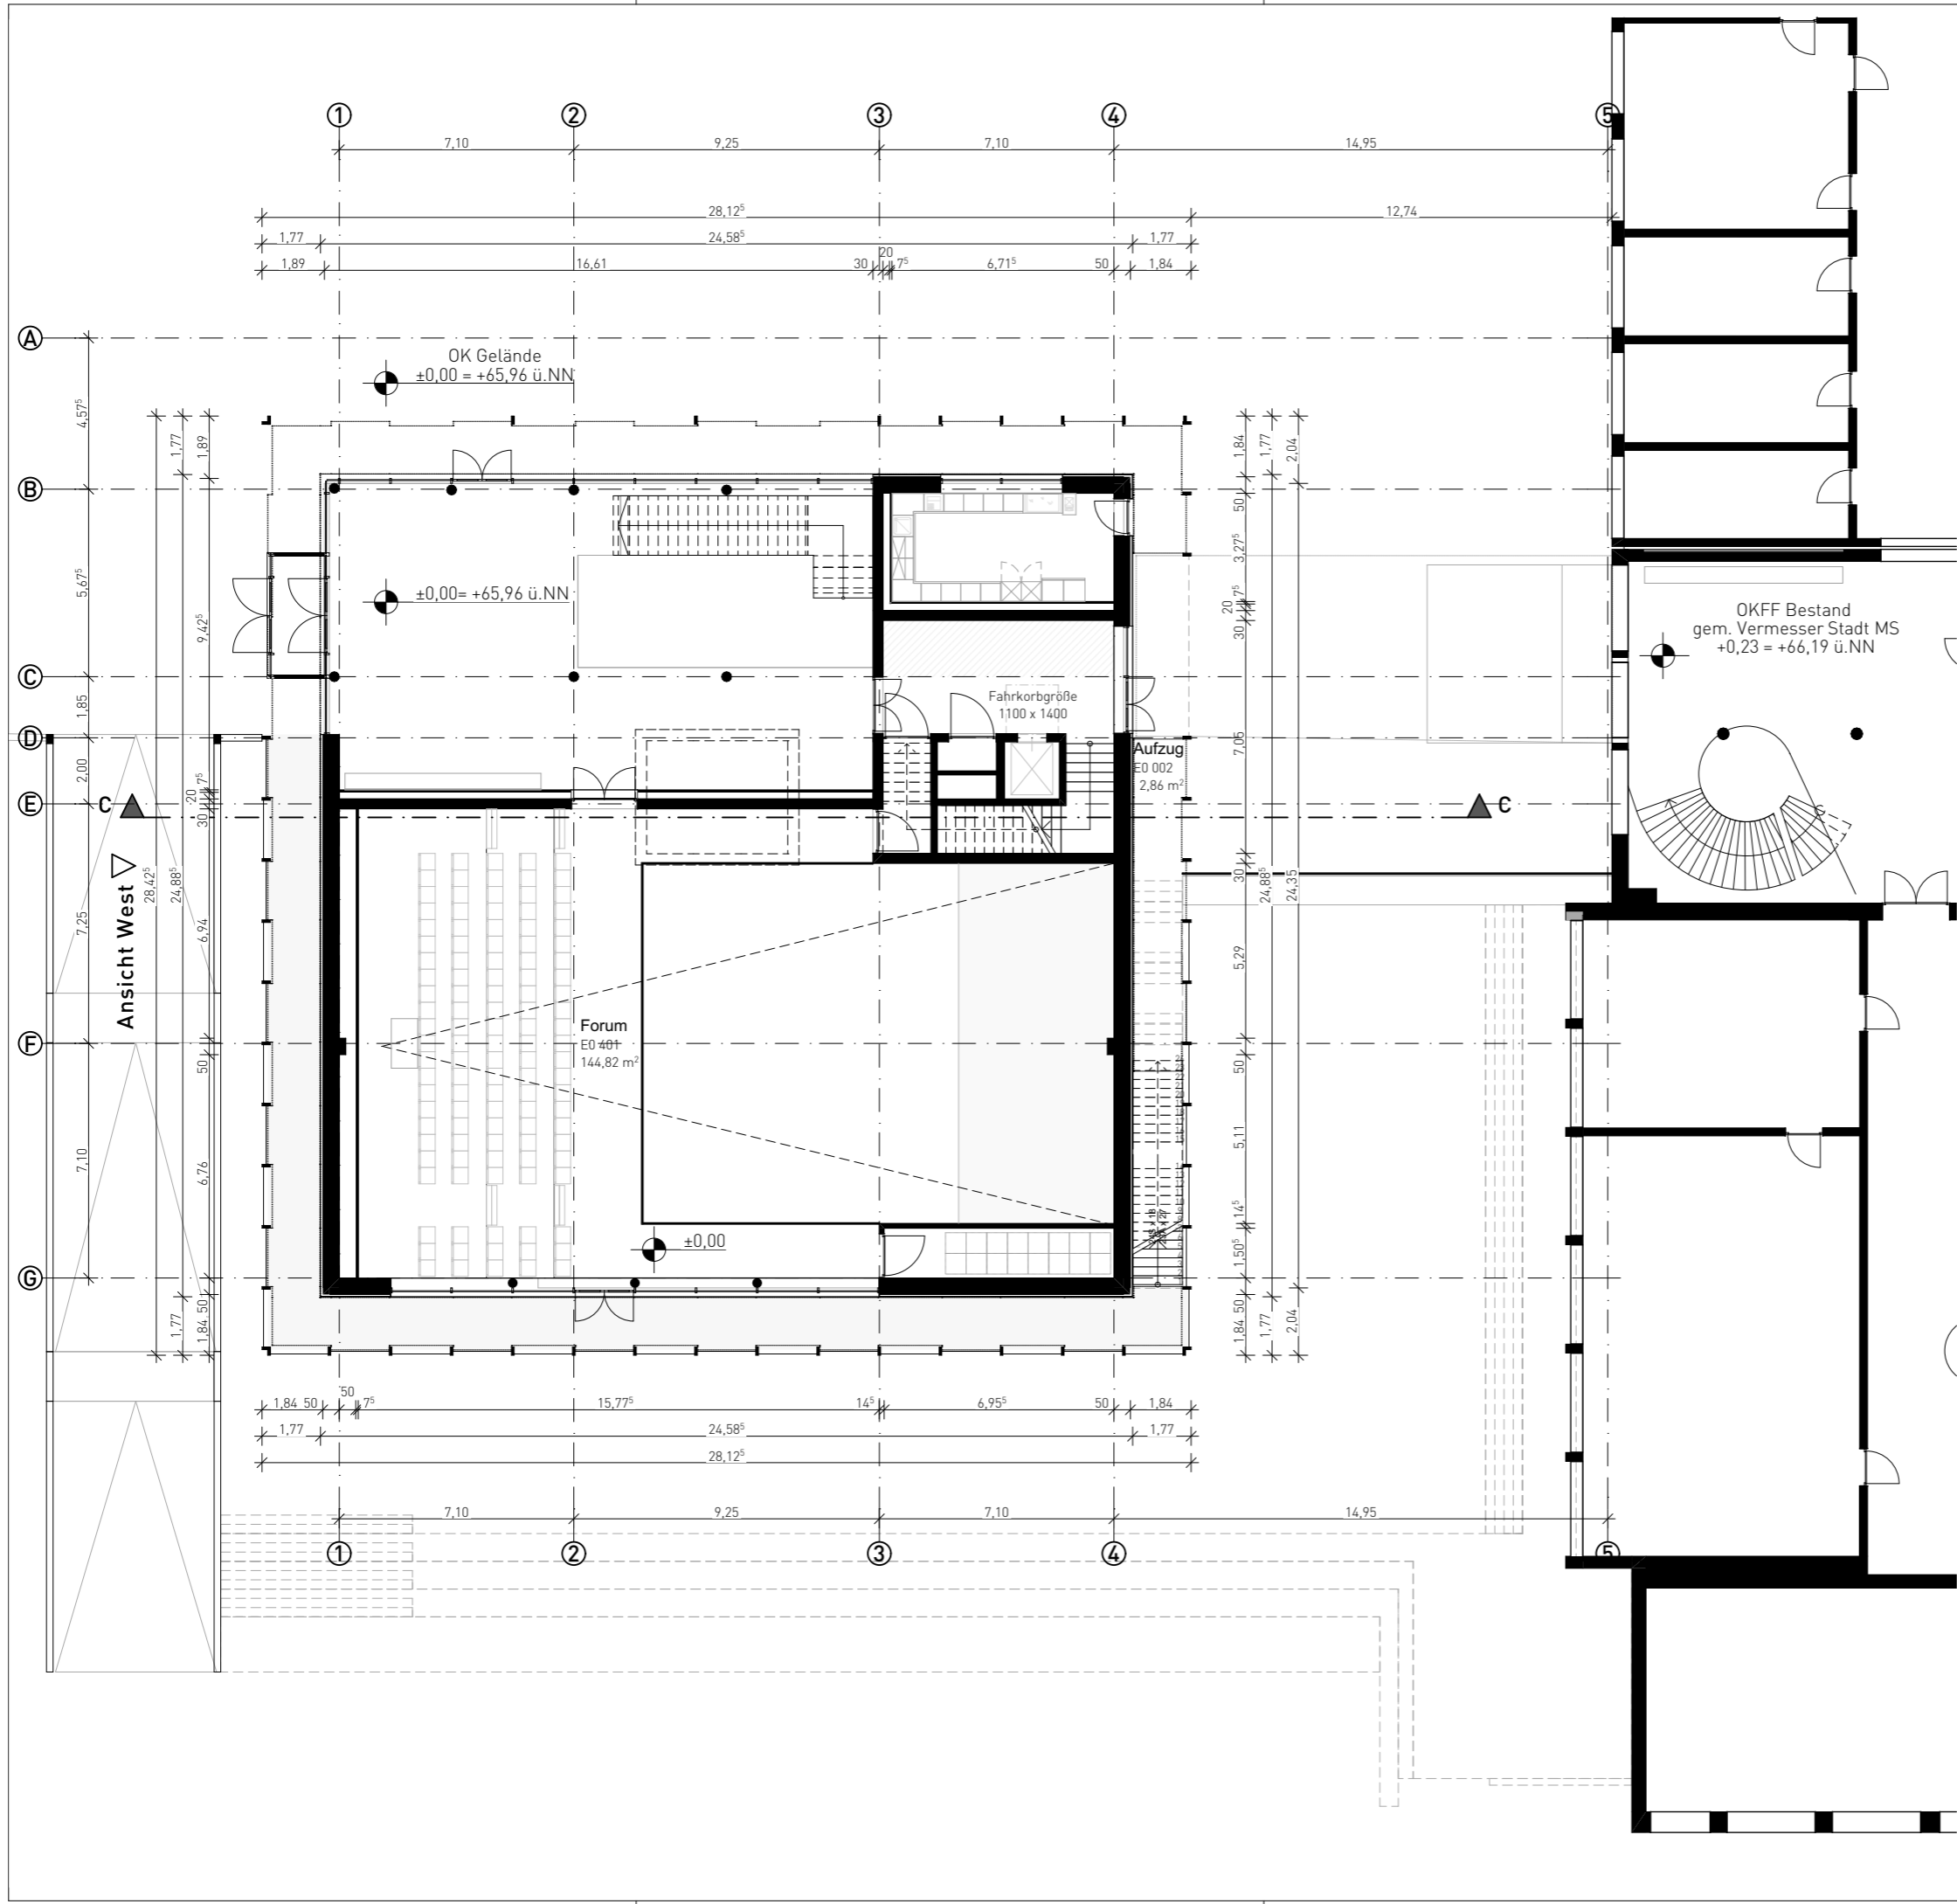 1 2 3 4 5
7,10 9,25 7,10 14,95
28,12⁵ 12,74
1,77 24,58⁵ 1,77
20
1,89 16,61 30 7⁵ 6,71⁵ 50 1,84
A
B
C
D
E
F
G
4,57⁵
5,67⁵
1,85
2,00
7,25
7,10
28,42⁵
1,77
24,88⁵
1,77
1,89
9,42⁵
7⁵
20
30
6,94
50
6,76
50
1,84
OK Gelände
±0,00 = +65,96 ü.NN
±0,00= +65,96 ü.NN
Fahrkorbgröße
1100 x 1400
Aufzug
E0 002
2,86 m²
C
C
Ansicht West
Forum
E0 401
144,82 m²
±0,00
OKFF Bestand
gem. Vermesser Stadt MS
+0,23 = +66,19 ü.NN
1,84
50
3,27⁵
7⁵
20
30
7,05
30
5,29
50
5,11
14⁵
1,50⁵
50
1,84
1,77
24,88⁵
1,77
2,04
24,35
2,04
50
1,84 50 7⁵ 15,77⁵ 14⁵ 6,95⁵ 50 1,84
1,77 24,58⁵ 1,77
28,12⁵
7,10 9,25 7,10 14,95
1 2 3 4 5